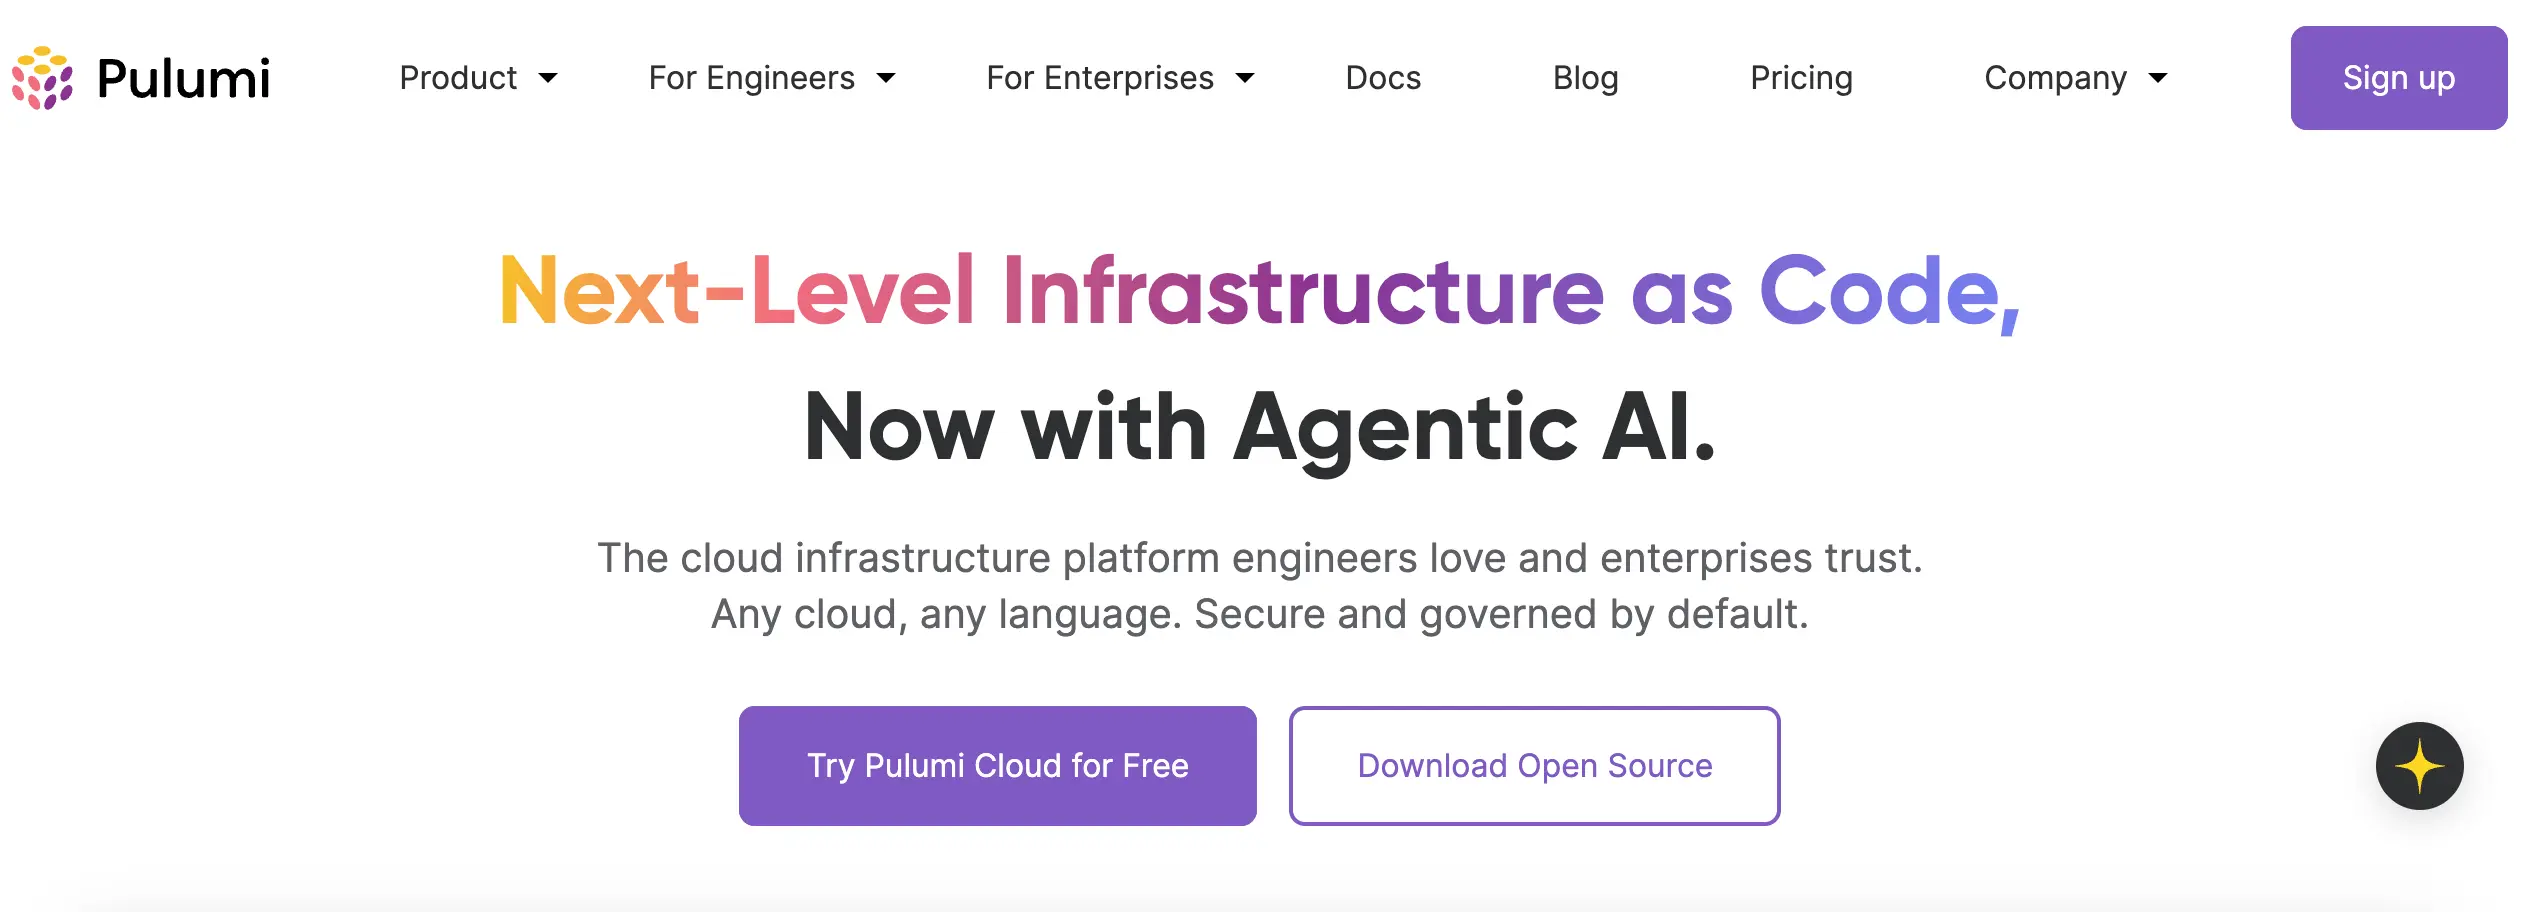 Pulumi
Product
For Engineers
For Enterprises
Docs
Blog
Pricing
Company
Sign up
Next-Level Infrastructure as Code,
Now with Agentic AI.
The cloud infrastructure platform engineers love and enterprises trust.
Any cloud, any language. Secure and governed by default.
Try Pulumi Cloud for Free
Download Open Source